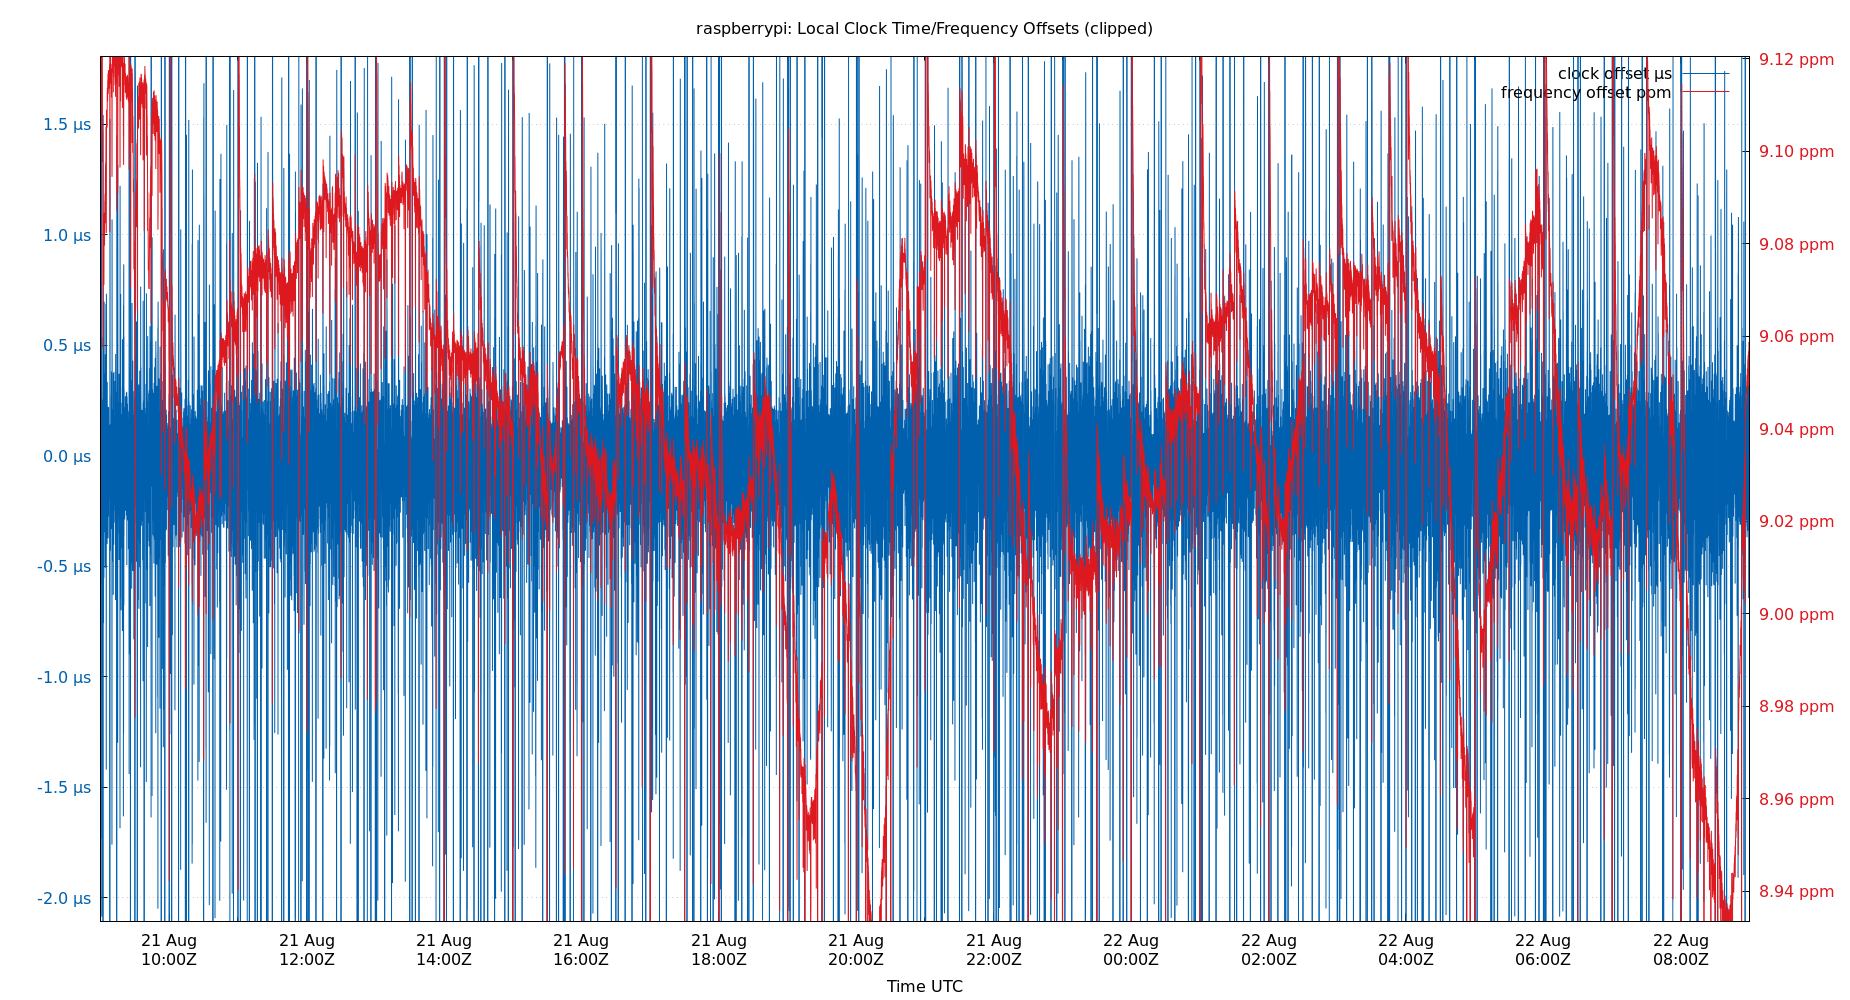 raspberrypi: Local Clock Time/Frequency Offsets (clipped)
clock offset µs
frequency offset ppm
1.5 µs
1.0 µs
0.5 µs
0.0 µs
-0.5 µs
-1.0 µs
-1.5 µs
-2.0 µs
9.12 ppm
9.10 ppm
9.08 ppm
9.06 ppm
9.04 ppm
9.02 ppm
9.00 ppm
8.98 ppm
8.96 ppm
8.94 ppm
21 Aug
10:00Z
21 Aug
12:00Z
21 Aug
14:00Z
21 Aug
16:00Z
21 Aug
18:00Z
21 Aug
20:00Z
21 Aug
22:00Z
22 Aug
00:00Z
22 Aug
02:00Z
22 Aug
04:00Z
22 Aug
06:00Z
22 Aug
08:00Z
Time UTC